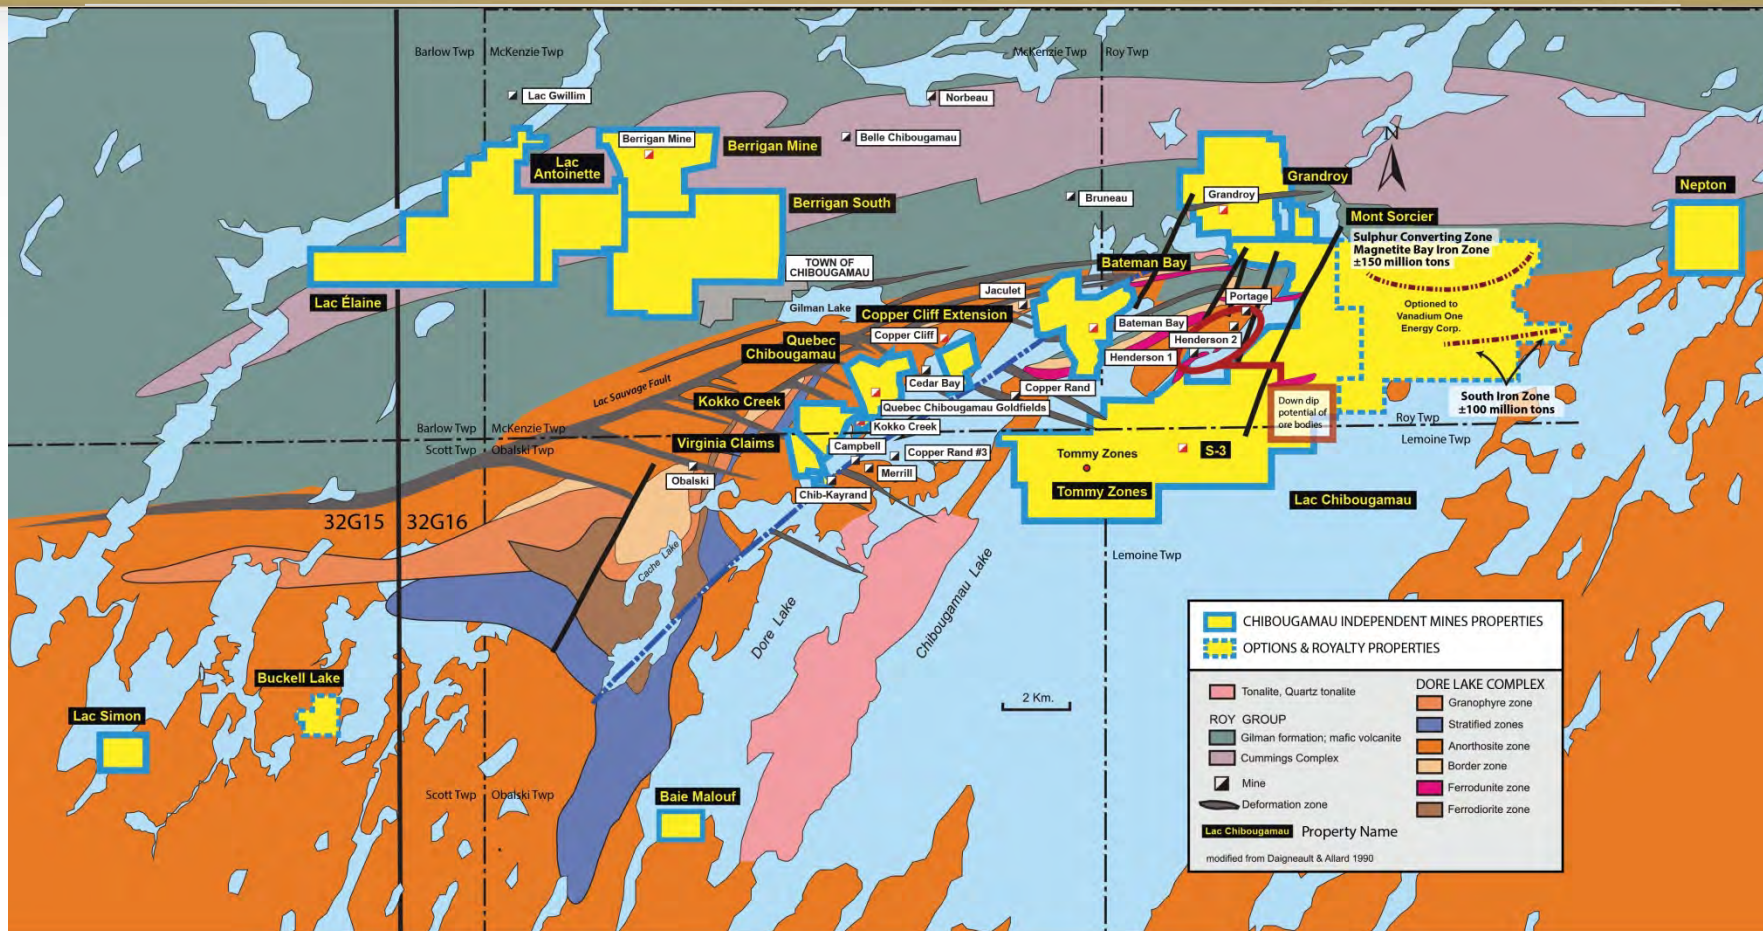 Barlow Twp
McKenzie Twp
McKenzie Twp
Roy Twp
Lac Gwillim
Norbeau
Berrigan Mine
Belle Chibougamau
Berrigan Mine
N
Lac
Antoinette
Grandroy
Nepton
Grandroy
Bruneau
Berrigan South
Mont Sorcier
Sulphur Converting Zone
Magnetite Bay Iron Zone
±150 million tons
TOWN OF
CHIBOUGAMAU
Bateman Bay
Lac Élaine
Jaculet
Portage
Optioned to
Vanadium One
Energy Corp.
Gilman Lake
Copper Cliff Extension
Bateman Bay
Copper Cliff
Quebec
Chibougamau
Henderson 2
Henderson 1
Lac Sauvage Fault
Cedar Bay
Copper Rand
Kokko Creek
Quebec Chibougamau Goldfields
Down dip
potential of
ore bodies
South Iron Zone
±100 million tons
Barlow Twp
McKenzie Twp
Kokko Creek
Roy Twp
Lemoine Twp
Scott Twp
Obalski Twp
Virginia Claims
Campbell
Copper Rand #3
Tommy Zones
S-3
Obalski
Merrill
Chib-Kayrand
Tommy Zones
Lac Chibougamau
32G15
32G16
Cache Lake
Lemoine Twp
Dore Lake
Chibougamau Lake
Buckell Lake
Lac Simon
Scott Twp
Obalski Twp
Baie Malouf
2 Km.
CHIBOUGAMAU INDEPENDENT MINES PROPERTIES
OPTIONS & ROYALTY PROPERTIES
Tonalite, Quartz tonalite
ROY GROUP
Gilman formation; mafic volcanite
Cummings Complex
Mine
Deformation zone
Lac Chibougamau
Property Name
modified from Daigneault & Allard 1990
DORE LAKE COMPLEX
Granophyre zone
Stratified zones
Anorthosite zone
Border zone
Ferrodunite zone
Ferrodiorite zone